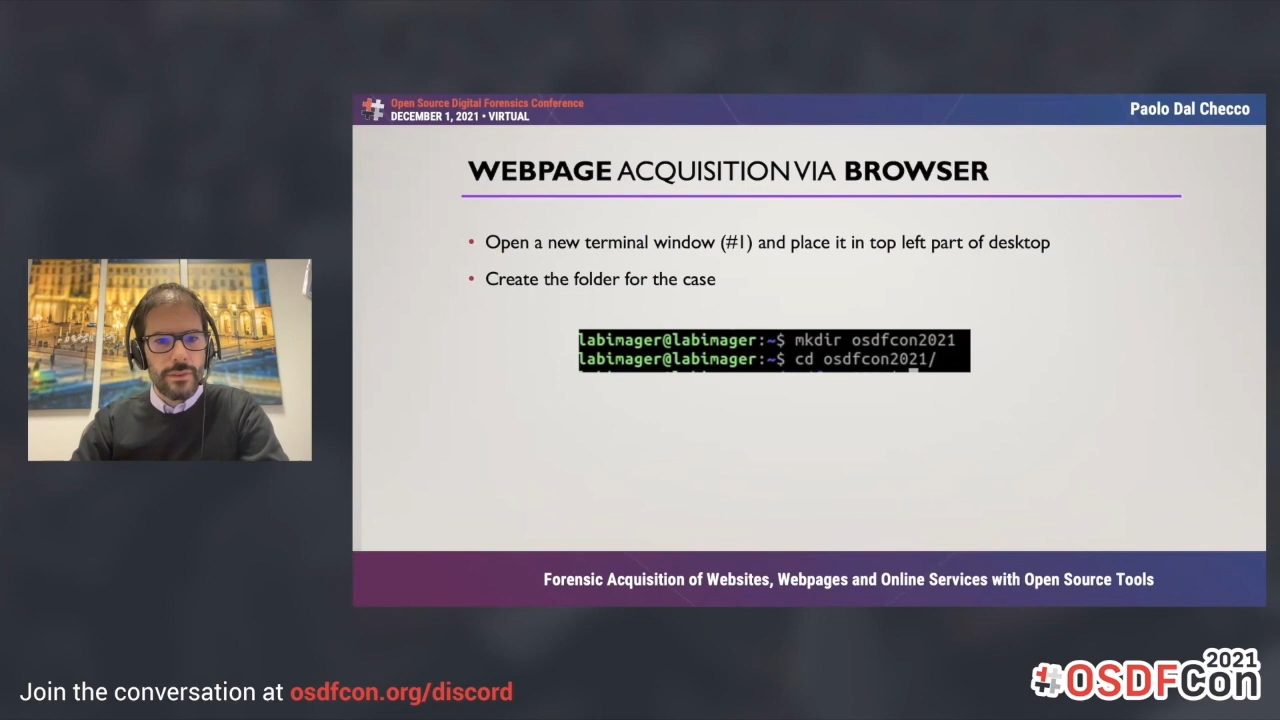 Open Source Digital Forensics Conference
DECEMBER 1, 2021 • VIRTUAL
Paolo Dal Checco
WEBPAGE ACQUISITION VIA BROWSER
• Open a new terminal window (#1) and place it in top left part of desktop
• Create the folder for the case
labimager@labimager:~$ mkdir osdfcon2021
labimager@labimager:~$ cd osdfcon2021/
Forensic Acquisition of Websites, Webpages and Online Services with Open Source Tools
Join the conversation at osdfcon.org/discord
2021
OSDFCon